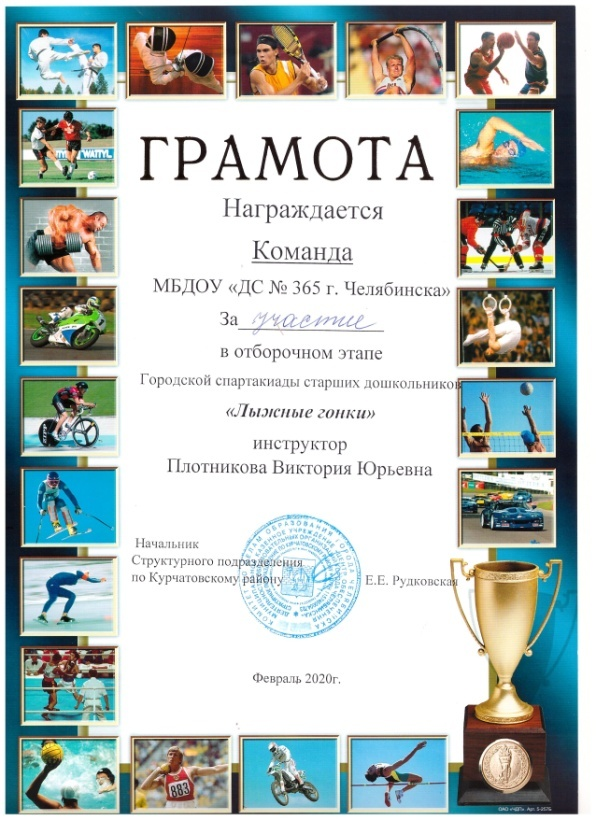 ГРАМОТА
Награждается
Команда
МБДОУ «ДС № 365 г. Челябинска»
За участие
в отборочном этапе
Городской спартакиады старших дошкольников
«Лыжные гонки»
инструктор
Плотникова Виктория Юрьевна
Начальник
Структурного подразделения
по Курчатовскому району Е.Е. Рудковская
Февраль 2020г.
883